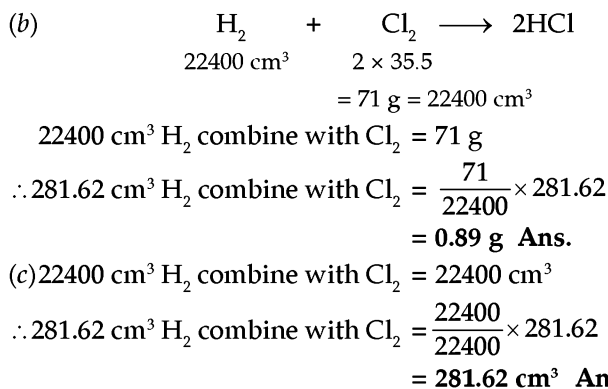 (b) H₂ + Cl₂ ⟶ 2HCl
22400 cm³ 2 × 35.5
= 71 g = 22400 cm³
22400 cm³ H₂ combine with Cl₂ = 71 g
∴281.62 cm³ H₂ combine with Cl₂ = 71/22400 × 281.62
= 0.89 g Ans.
(c)22400 cm³ H₂ combine with Cl₂ = 22400 cm³
∴281.62 cm³ H₂ combine with Cl₂ = 22400/22400 × 281.62
= 281.62 cm³ An